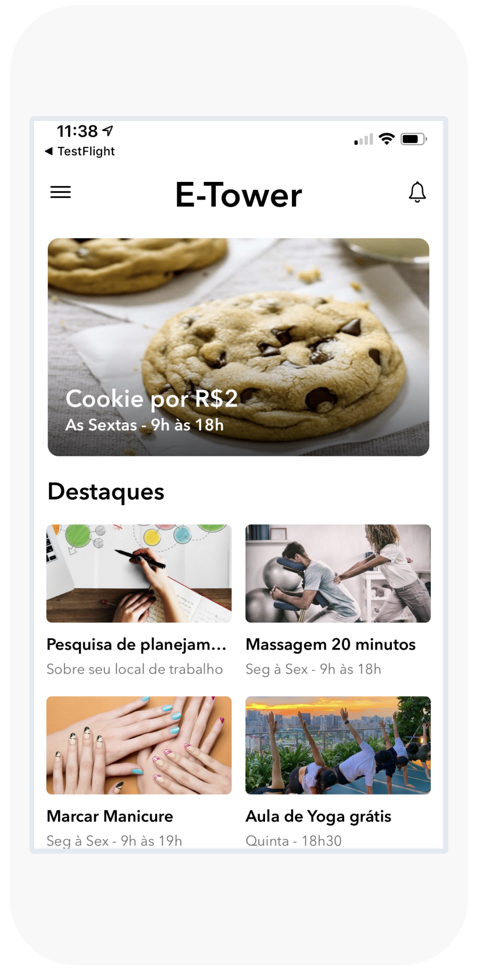 11:38
◀ TestFlight
E-Tower
Cookie por R$2
As Sextas - 9h às 18h
Destaques
Pesquisa de planejam...
Sobre seu local de trabalho
Massagem 20 minutos
Seg à Sex - 9h às 18h
Marcar Manicure
Seg à Sex - 9h às 19h
Aula de Yoga grátis
Quinta - 18h30